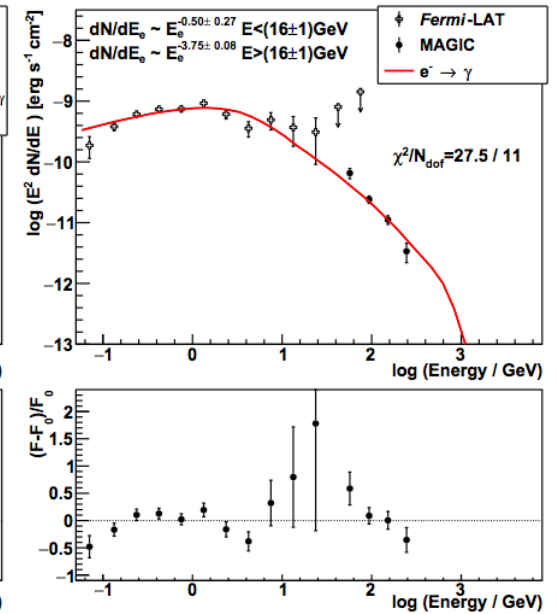 dN/dE_e ~ E_e^-0.50± 0.27 E<(16±1)GeV
dN/dE_e ~ E_e^-3.75± 0.08 E>(16±1)GeV
Fermi-LAT
MAGIC
e⁻ → γ
γ
χ²/N_dof=27.5 / 11
log (E² dN/dE ) [erg s⁻¹ cm⁻²]
−8
−9
−10
−11
−12
−13
−1 0 1 2 3
) log (Energy / GeV)
(F-F_0)/F_0
2
1.5
1
0.5
0
−0.5
−1
−1 0 1 2 3
) log (Energy / GeV)